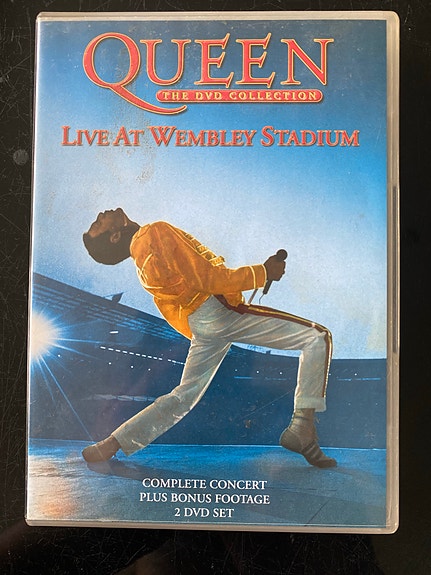 QUEEN
THE DVD COLLECTION
LIVE AT WEMBLEY STADIUM
COMPLETE CONCERT
PLUS BONUS FOOTAGE
2 DVD SET